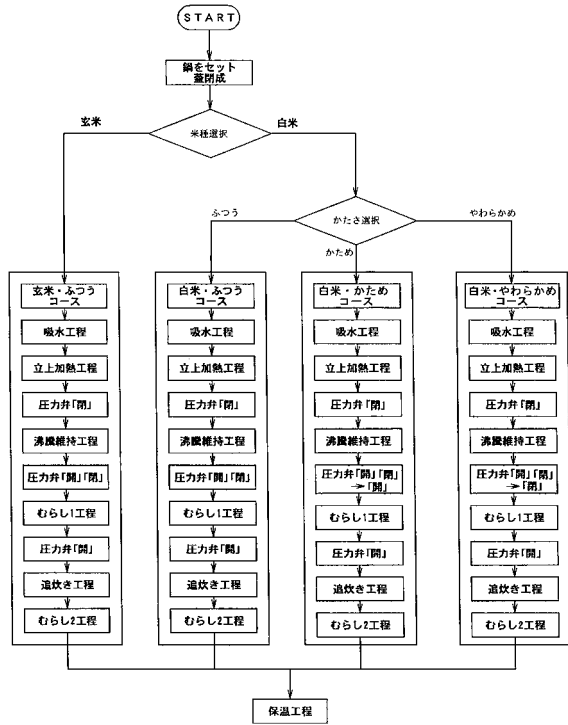 START
鍋をセット
蓋閉成
米種選択
玄米
白米
かたさ選択
ふつう
かため
やわらかめ
玄米・ふつう
コース
吸水工程
立上加熱工程
圧力弁「閉」
沸騰維持工程
圧力弁「開」「閉」
むらし1工程
圧力弁「開」
追炊き工程
むらし2工程
白米・ふつう
コース
吸水工程
立上加熱工程
圧力弁「閉」
沸騰維持工程
圧力弁「開」「閉」
むらし1工程
圧力弁「開」
追炊き工程
むらし2工程
白米・かため
コース
吸水工程
立上加熱工程
圧力弁「閉」
沸騰維持工程
圧力弁「開」「閉」
→「開」
むらし1工程
圧力弁「開」
追炊き工程
むらし2工程
白米・やわらかめ
コース
吸水工程
立上加熱工程
圧力弁「閉」
沸騰維持工程
圧力弁「開」「閉」
→「閉」
むらし1工程
圧力弁「開」
追炊き工程
むらし2工程
保温工程